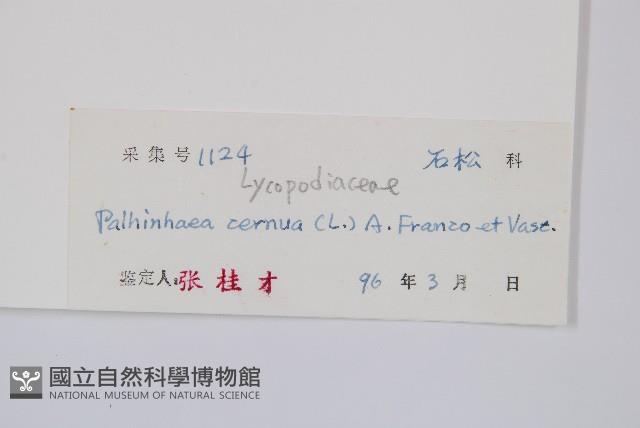 采集号 1124 石松 科
Lycopodiaceae
Palhinhaea cernua (L.) A. Franco et Vasc.
鉴定人: 张桂才 96 年 3 月 日
國立自然科學博物館
NATIONAL MUSEUM OF NATURAL SCIENCE